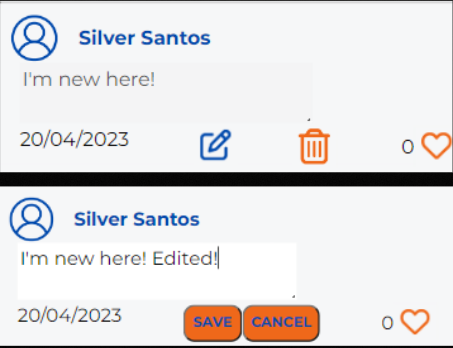 Silver Santos
I'm new here!
20/04/2023 0
Silver Santos
I'm new here! Edited!
20/04/2023 SAVE CANCEL 0